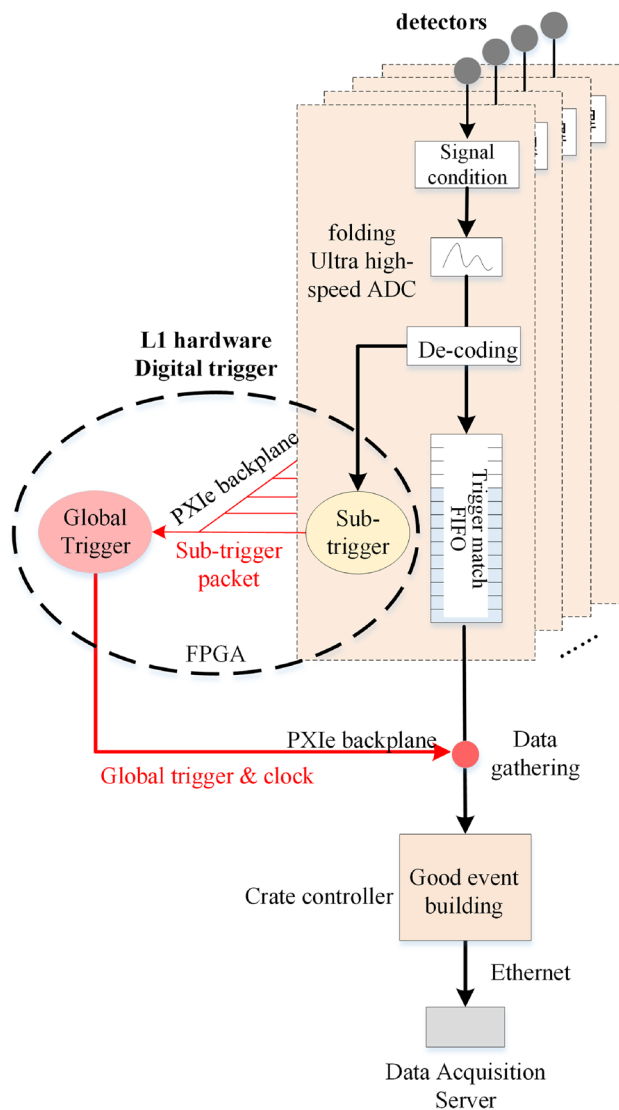 detectors
Signal
condition
folding
Ultra high-
speed ADC
De-coding
L1 hardware
Digital trigger
PXIe backplane
Trigger match
FIFO
Global
Trigger
Sub-
trigger
Sub-trigger
packet
FPGA
PXIe backplane
Data
gathering
Global trigger & clock
Crate controller
Good event
building
Ethernet
Data Acquisition
Server